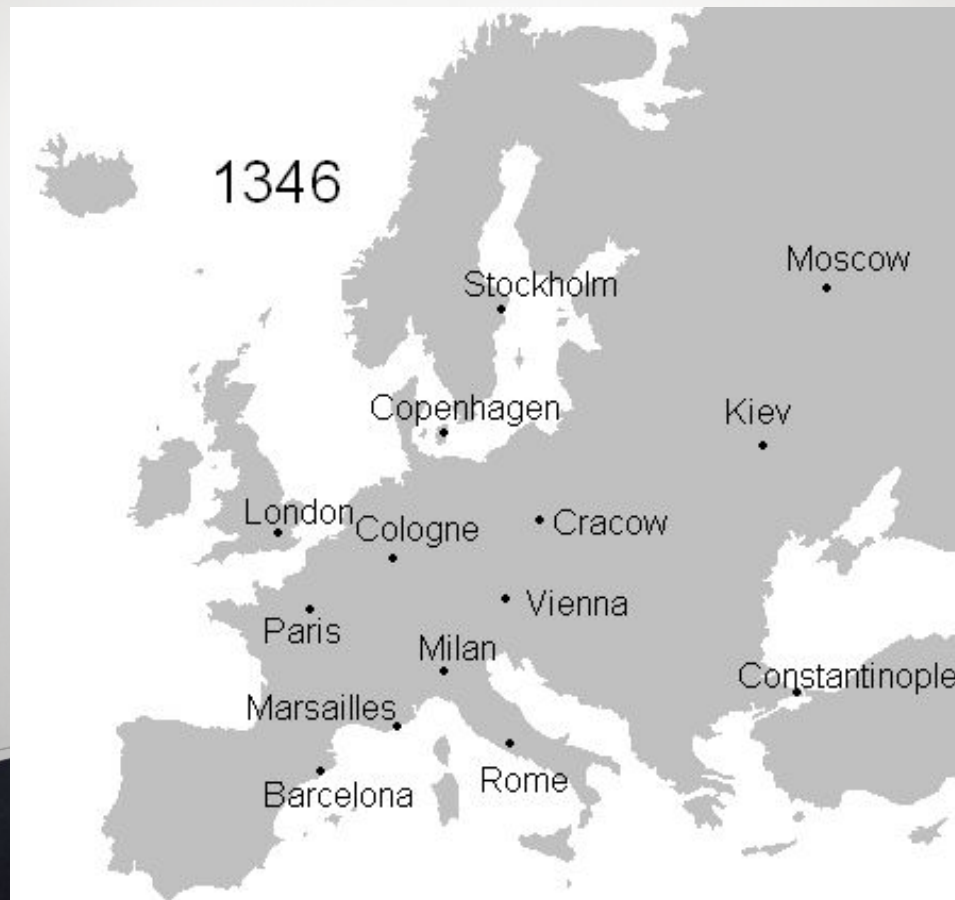 1346
Moscow
Stockholm
Copenhagen
Kiev
London
Cologne
Cracow
Vienna
Paris
Milan
Constantinople
Marsailles
Rome
Barcelona